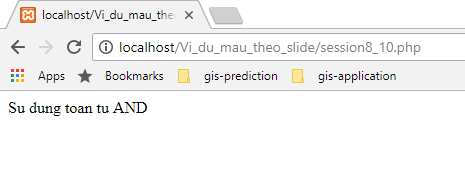 localhost/Vi_du_mau_the
localhost/Vi_du_mau_theo_slide/session8_10.php
Apps Bookmarks gis-prediction gis-application
Su dung toan tu AND